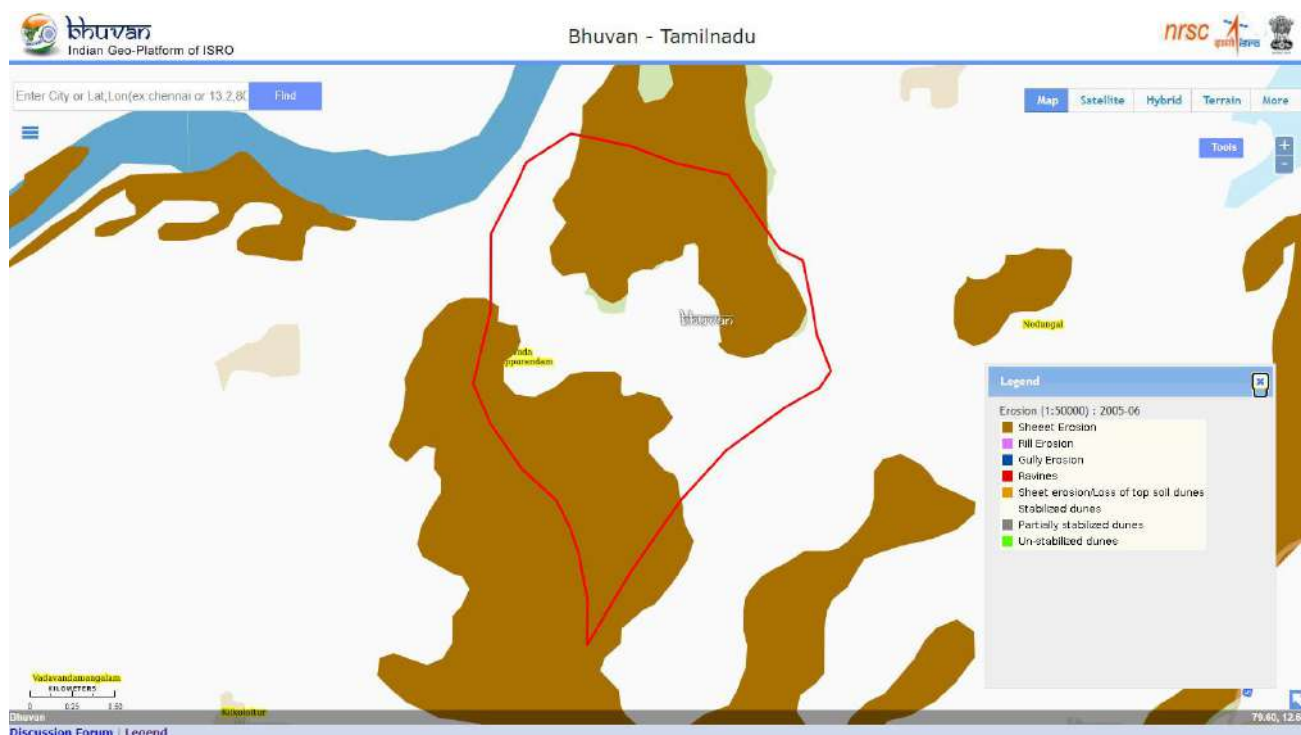 bhuvan
Indian Geo-Platform of ISRO
Bhuvan - Tamilnadu
nrsc
Enter City or Lat,Lon(ex:chennai or 13.2,80
Find
Map Satellite Hybrid Terrain More
Tools
+
-
bhuvan
Nodungal
Legend
Erosion (1:50000) : 2005-06
Sheeet Erosion
Rill Erosion
Gully Erosion
Ravines
Sheet erosion/Loss of top soil dunes
Stabilized dunes
Partially stabilized dunes
Un-stabilized dunes
Vadavandamangalam
KILOMETERS
0 0.25 0.50
Bhuvan
79.60, 12.6
Discussion Forum | Legend